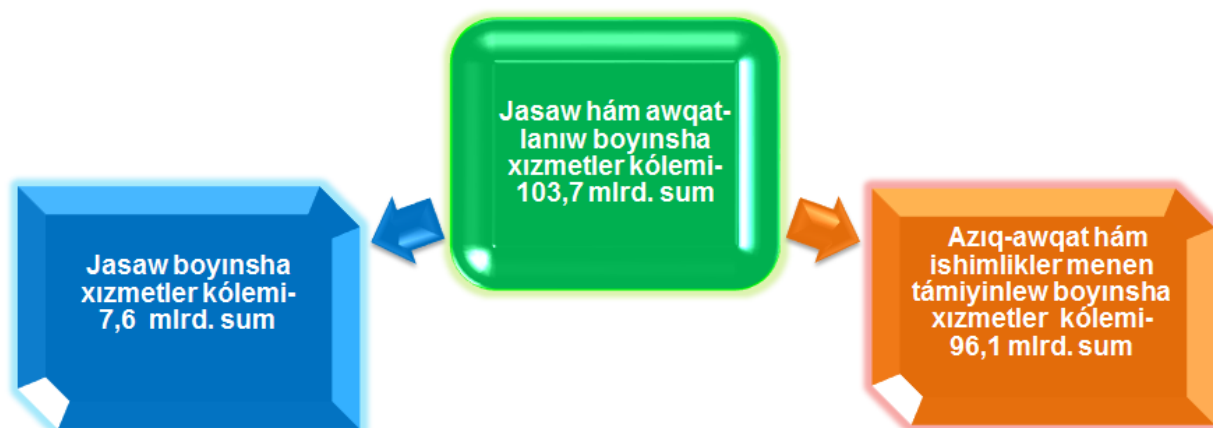 Jasaw hám awqat-
lanıw boyınsha
xızmetler kólemi-
103,7 mlrd. sum
Jasaw boyınsha
xızmetler kólemi-
7,6 mlrd. sum
Azıq-awqat hám
ishimlikler menen
támiyinlew boyınsha
xızmetler kólemi-
96,1 mlrd. sum